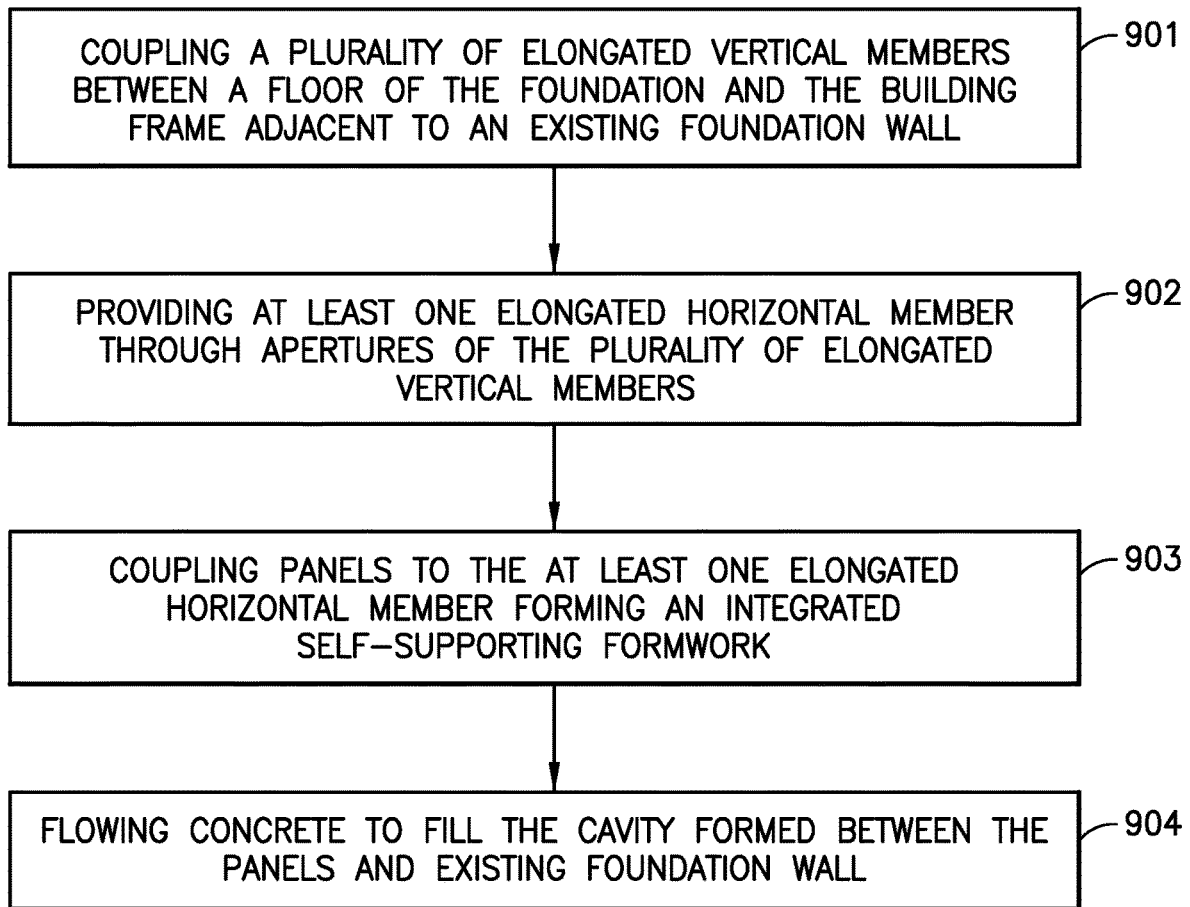 COUPLING A PLURALITY OF ELONGATED VERTICAL MEMBERS
BETWEEN A FLOOR OF THE FOUNDATION AND THE BUILDING
FRAME ADJACENT TO AN EXISTING FOUNDATION WALL
901
PROVIDING AT LEAST ONE ELONGATED HORIZONTAL MEMBER
THROUGH APERTURES OF THE PLURALITY OF ELONGATED
VERTICAL MEMBERS
902
COUPLING PANELS TO THE AT LEAST ONE ELONGATED
HORIZONTAL MEMBER FORMING AN INTEGRATED
SELF-SUPPORTING FORMWORK
903
FLOWING CONCRETE TO FILL THE CAVITY FORMED BETWEEN THE
PANELS AND EXISTING FOUNDATION WALL
904